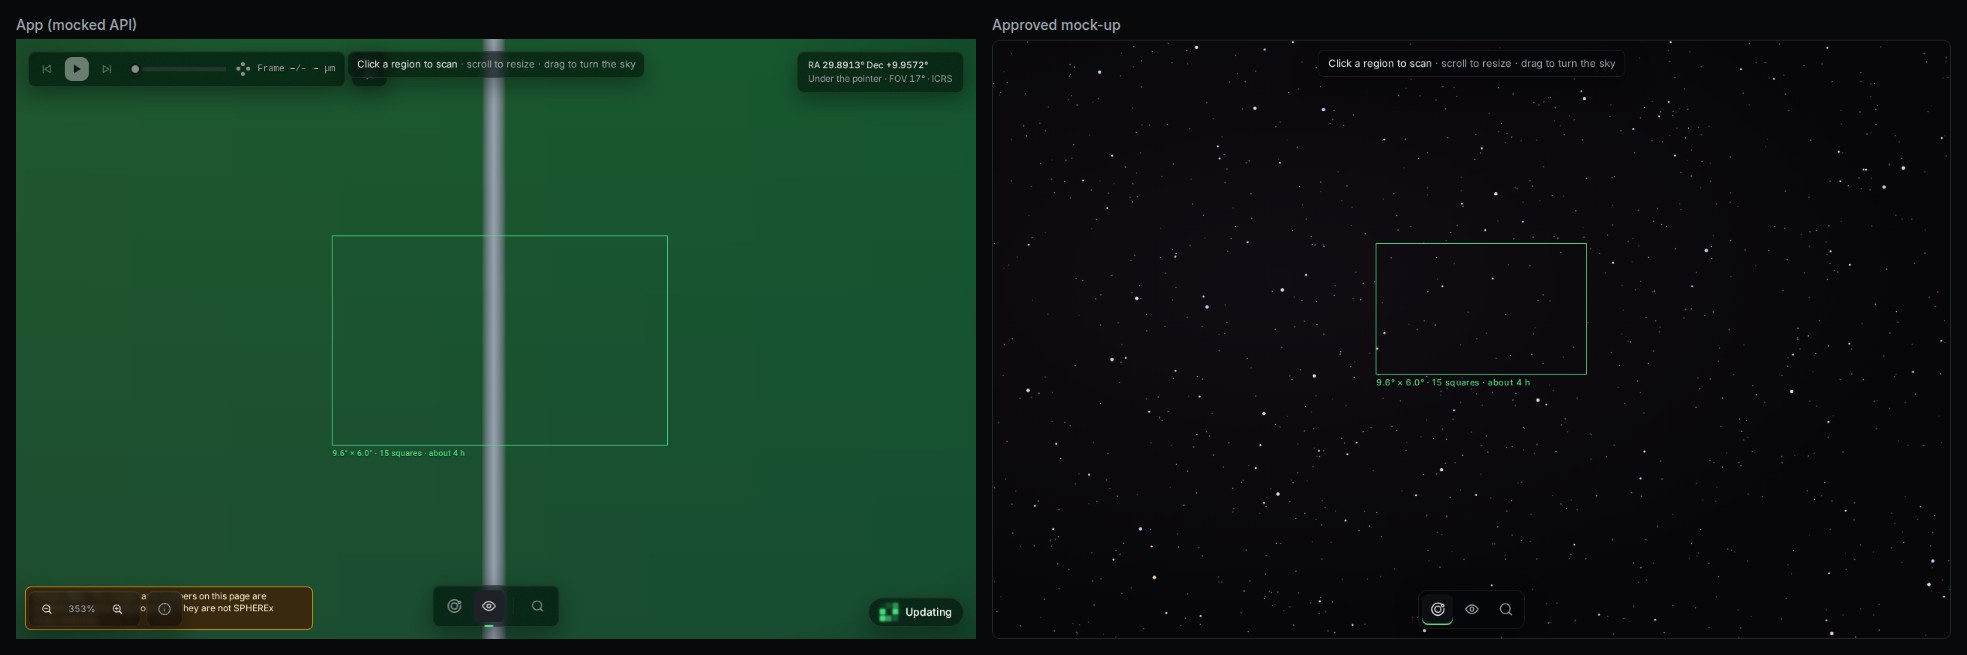 App (mocked API)
Frame -/- - µm
Click a region to scan · scroll to resize · drag to turn the sky
RA 29.8913° Dec +9.9572°
Under the pointer · FOV 17° · ICRS
9.6° × 6.0° · 15 squares · about 4 h
353%
ers on this page are
hey are not SPHEREx
Updating
Approved mock-up
Click a region to scan · scroll to resize · drag to turn the sky
9.6° × 6.0° · 15 squares · about 4 h